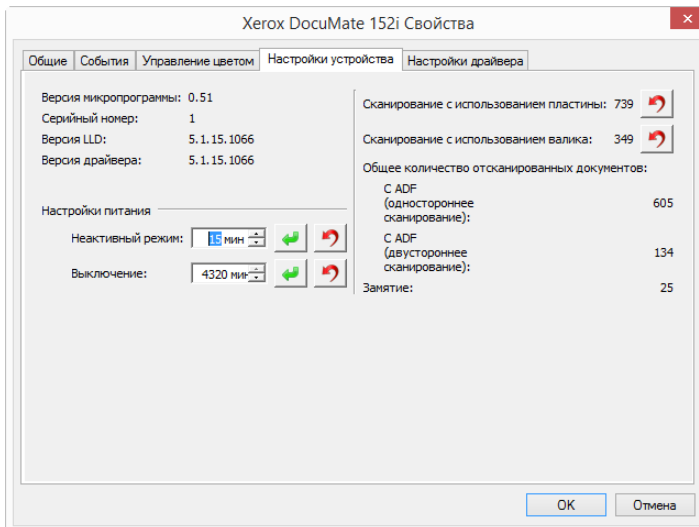 Xerox DocuMate 152i Свойства
Общие События Управление цветом Настройки устройства Настройки драйвера
Версия микропрограммы: 0.51
Серийный номер: 1
Версия LLD: 5.1.15.1066
Версия драйвера: 5.1.15.1066
Настройки питания
Неактивный режим: 15 мин
Выключение: 4320 мин
Сканирование с использованием пластины: 739
Сканирование с использованием валика: 349
Общее количество отсканированных документов:
С ADF
(одностороннее 605
сканирование):
С ADF
(двустороннее 134
сканирование):
Замятие: 25
OK Отмена